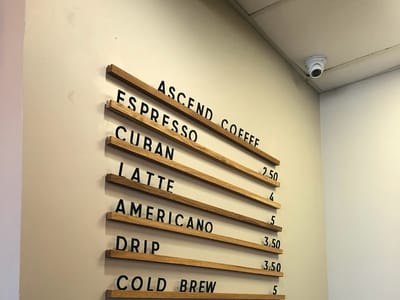 ASCEND COFFEE
ESPRESSO 2.50
CUBAN 4
LATTE 5
AMERICANO 3.50
DRIP 3.50
COLD BREW 5